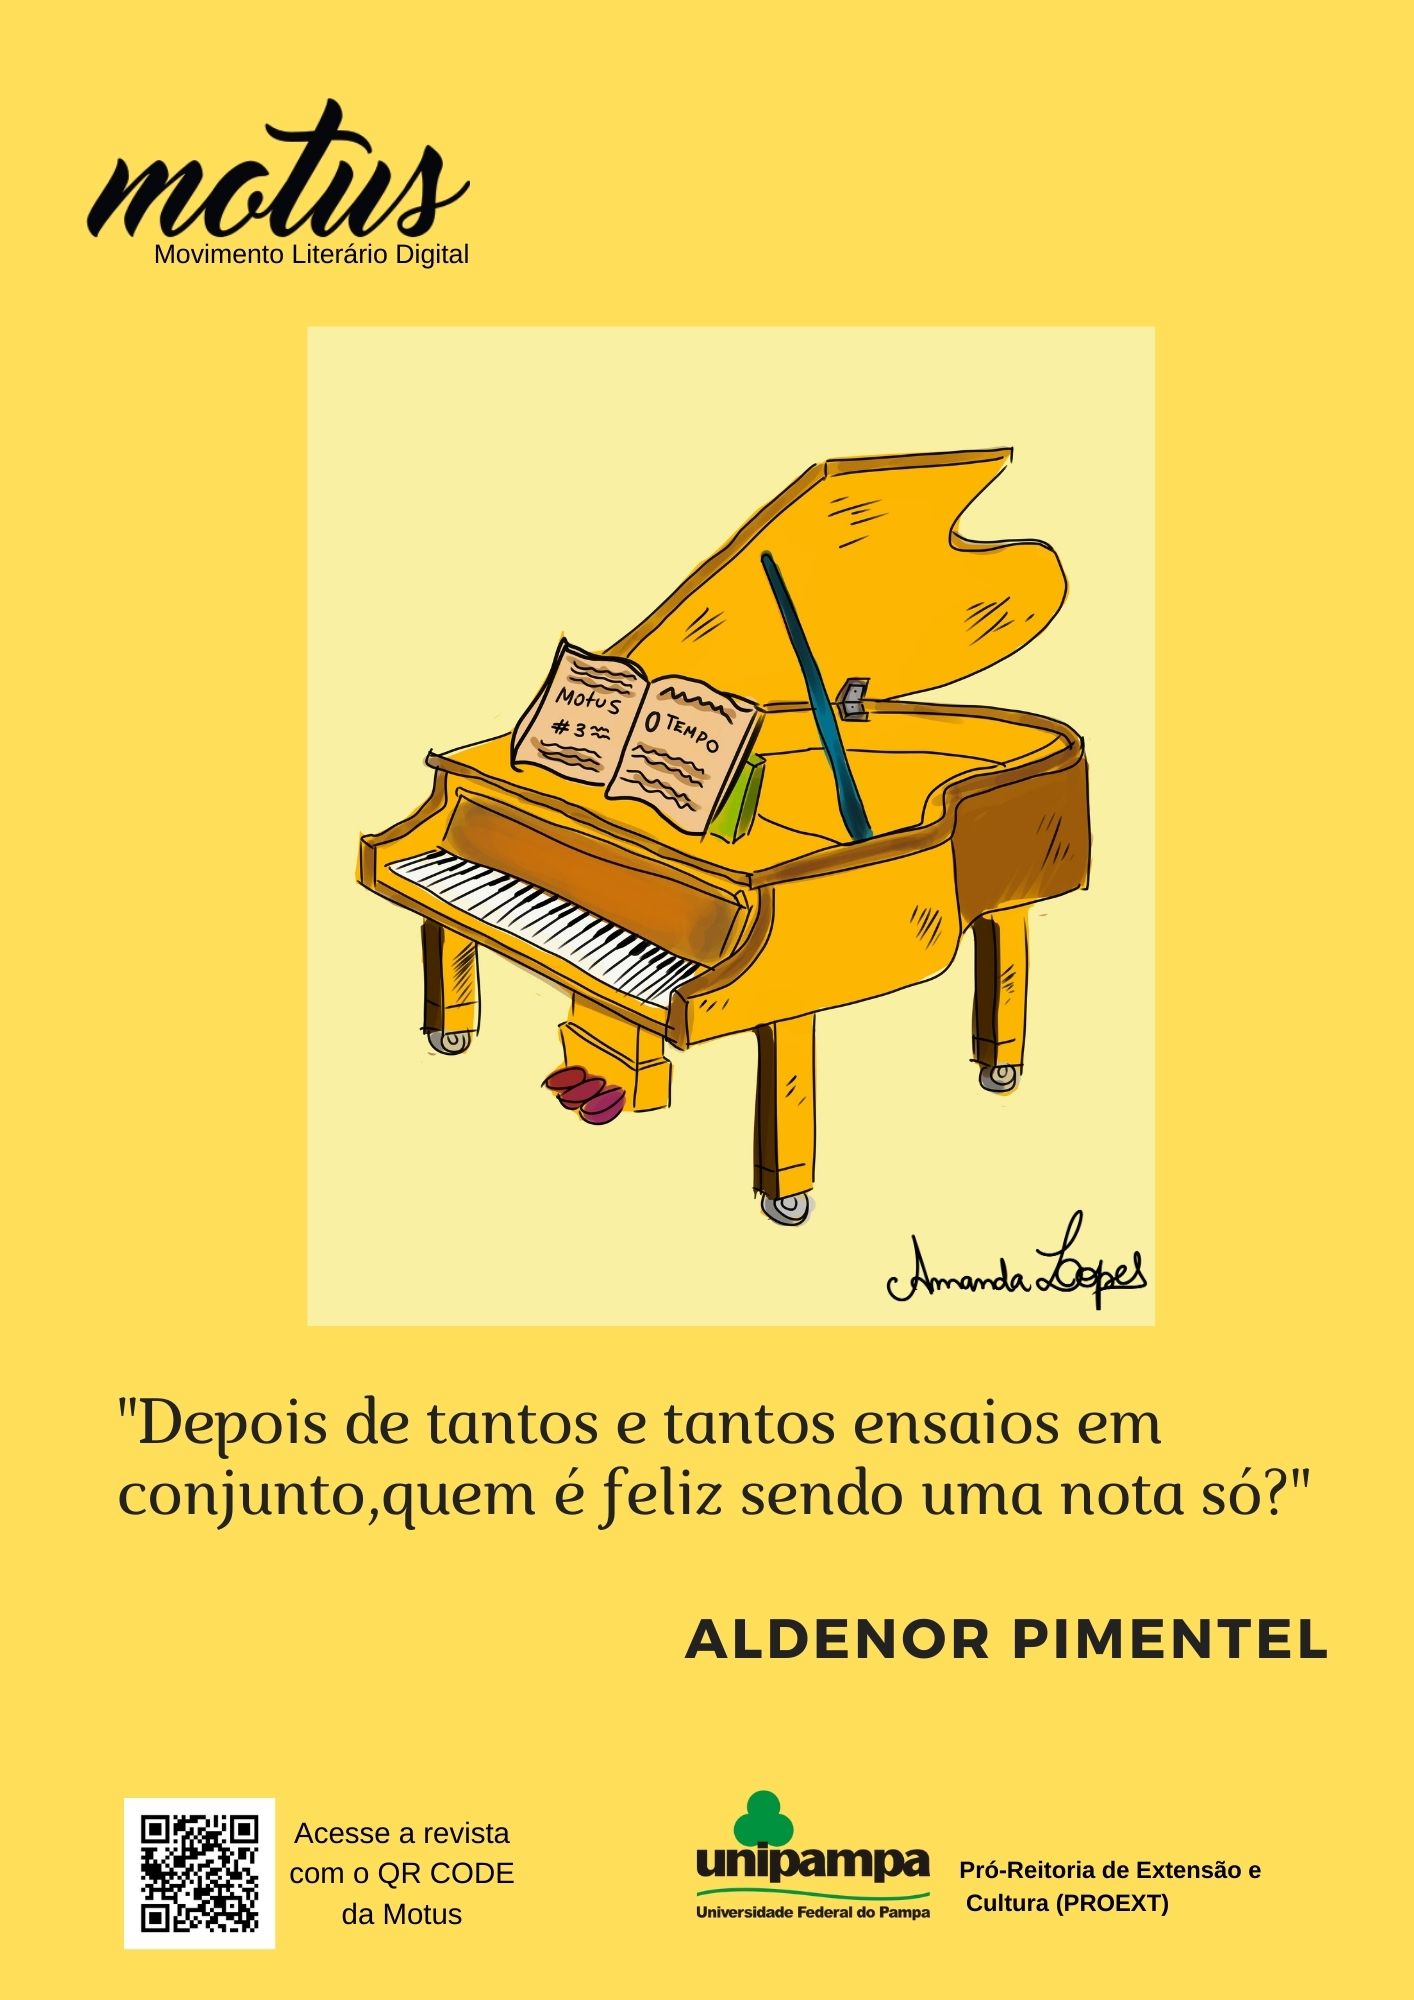 motus
Movimento Literário Digital
Motus
#3
O TEMPO
Amanda Lopes
"Depois de tantos e tantos ensaios em
conjunto,quem é feliz sendo uma nota só?"
ALDENOR PIMENTEL
Acesse a revista
com o QR CODE
da Motus
unipampa
Universidade Federal do Pampa
Pró-Reitoria de Extensão e
Cultura (PROEXT)